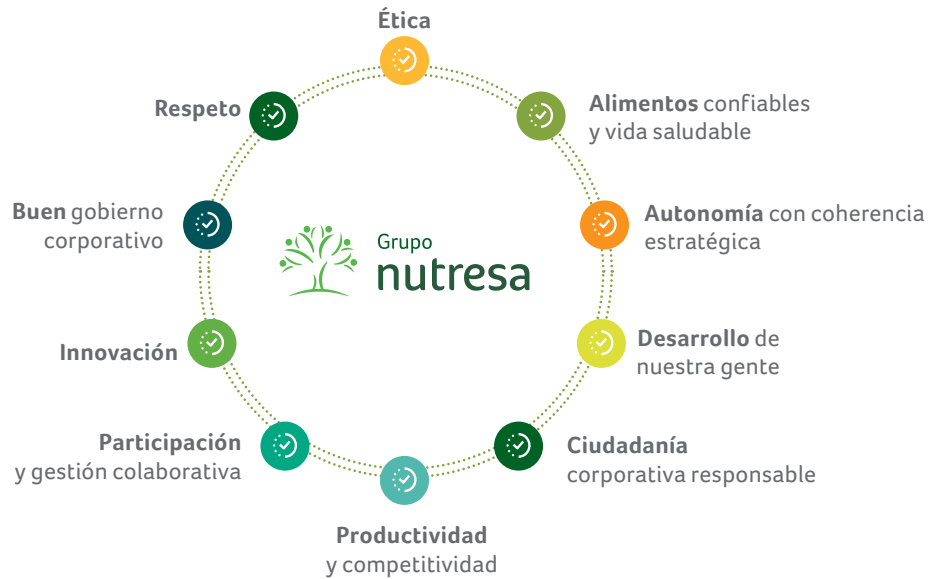 Ética
Alimentos confiables
y vida saludable
Autonomía con coherencia
estratégica
Desarrollo de
nuestra gente
Ciudadanía
corporativa responsable
Productividad
y competitividad
Participación
y gestión colaborativa
Innovación
Buen gobierno
corporativo
Respeto
Grupo
nutresa